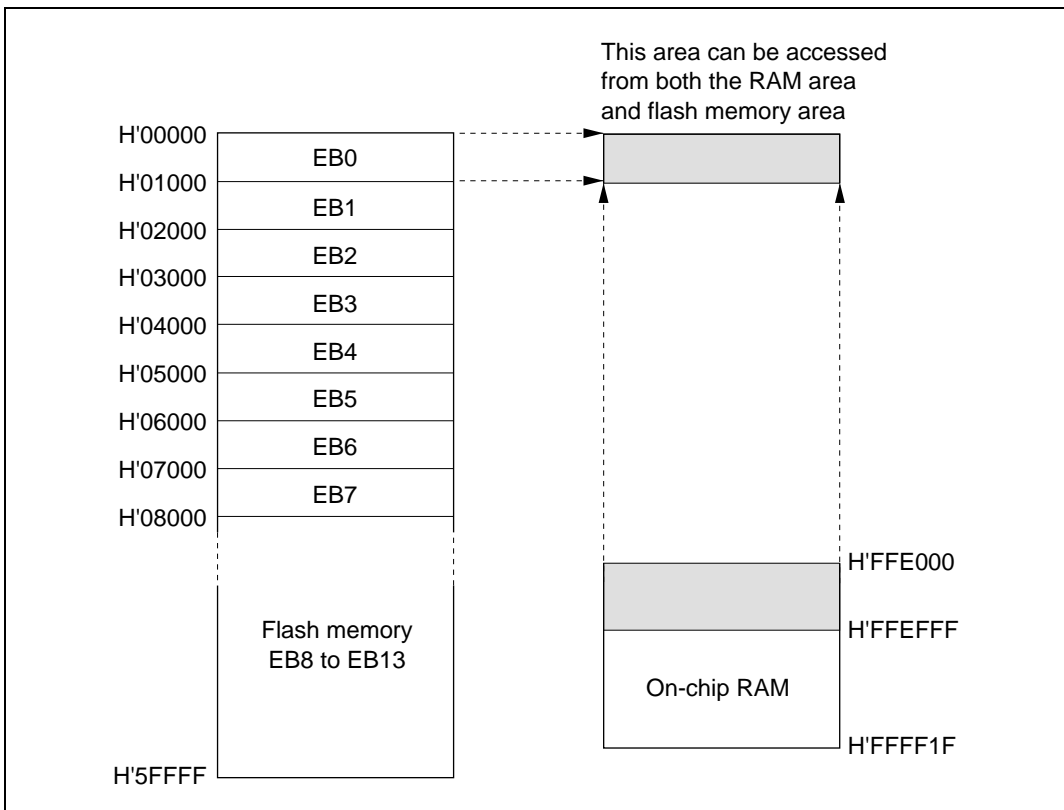 This area can be accessed
from both the RAM area
and flash memory area
H'00000
EB0
H'01000
EB1
H'02000
EB2
H'03000
EB3
H'04000
EB4
H'05000
EB5
H'06000
EB6
H'07000
EB7
H'08000
H'FFE000
Flash memory
EB8 to EB13
H'FFEFFF
On-chip RAM
H'FFFF1F
H'5FFFF